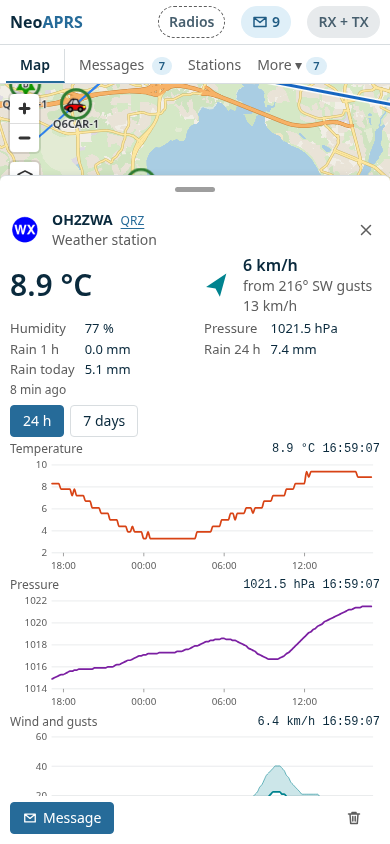 NeoAPRS
Radios
9
RX + TX
Map
Messages 7
Stations
More ▾ 7
Q6CAR-1
OH2ZWA QRZ
WX
Weather station
8.9 °C
6 km/h
from 216° SW gusts
13 km/h
Humidity 77 %
Pressure 1021.5 hPa
Rain 1 h 0.0 mm
Rain 24 h 7.4 mm
Rain today 5.1 mm
8 min ago
24 h
7 days
Temperature 8.9 °C 16:59:07
10
8
6
4
2
18:00 00:00 06:00 12:00
Pressure 1021.5 hPa 16:59:07
1022
1020
1018
1016
1014
18:00 00:00 06:00 12:00
Wind and gusts 6.4 km/h 16:59:07
60
40
20
Message